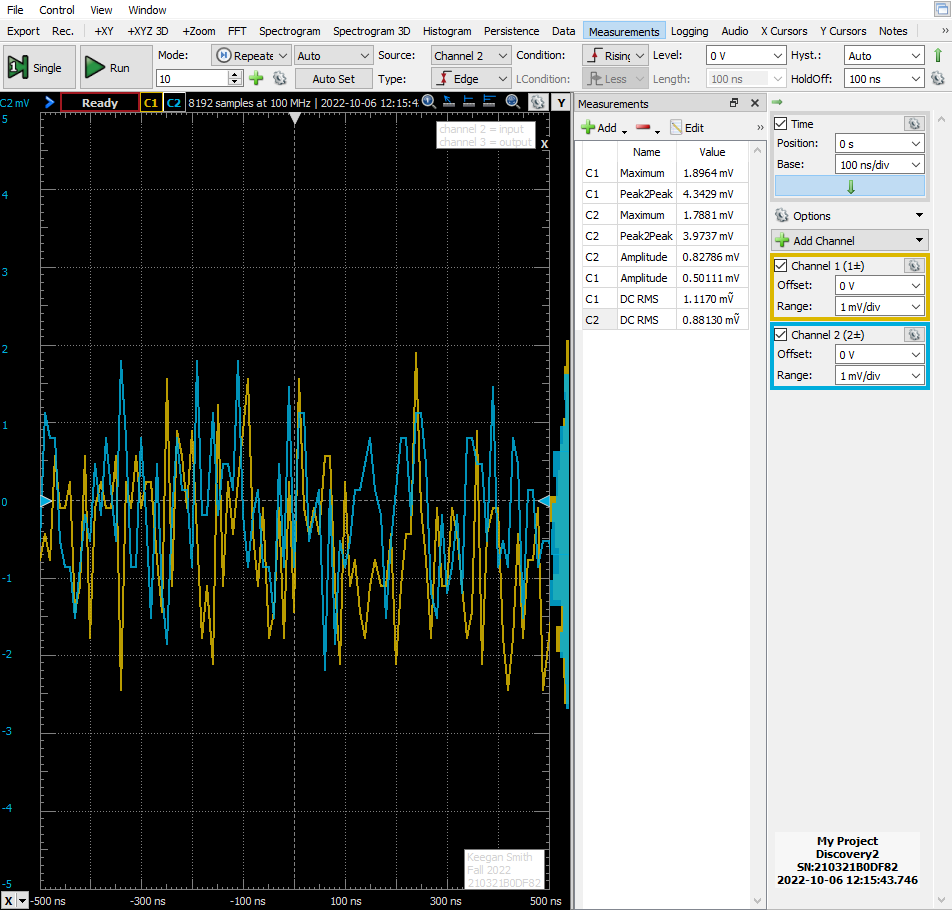 File Control View Window
Export Rec. +XY +XYZ 3D +Zoom FFT Spectrogram Spectrogram 3D Histogram Persistence Data Measurements Logging Audio X Cursors Y Cursors Notes »
Single Run Mode: Repeate Auto Source: Channel 2 Condition: Rising Level: 0 V Hyst.: Auto
10 Auto Set Type: Edge LCondition: Less Length: 100 ns HoldOff: 100 ns
C2 mV Ready C1 C2 8192 samples at 100 MHz | 2022-10-06 12:15:4 Y
5
4
3
2
1
0
-1
-2
-3
-4
-5
channel 2 = input
channel 3 = output
X
Keegan Smith
Fall 2022
210321B0DF82
X -500 ns -300 ns -100 ns 100 ns 300 ns 500 ns
Measurements
Add Edit »
Name Value
C1 Maximum 1.8964 mV
C1 Peak2Peak 4.3429 mV
C2 Maximum 1.7881 mV
C2 Peak2Peak 3.9737 mV
C2 Amplitude 0.82786 mV
C1 Amplitude 0.50111 mV
C1 DC RMS 1.1170 mṼ
C2 DC RMS 0.88130 mṼ
Time
Position: 0 s
Base: 100 ns/div
Options
Add Channel
Channel 1 (1±)
Offset: 0 V
Range: 1 mV/div
Channel 2 (2±)
Offset: 0 V
Range: 1 mV/div
My Project
Discovery2
SN:210321B0DF82
2022-10-06 12:15:43.746